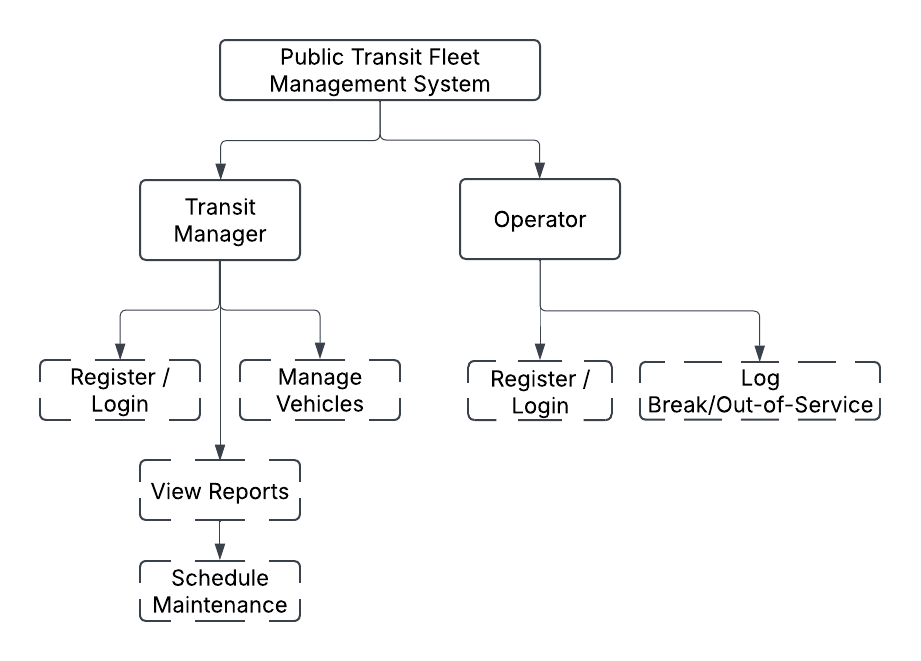 Public Transit Fleet
Management System
Transit
Manager
Operator
Register /
Login
Manage
Vehicles
Register /
Login
Log
Break/Out-of-Service
View Reports
Schedule
Maintenance